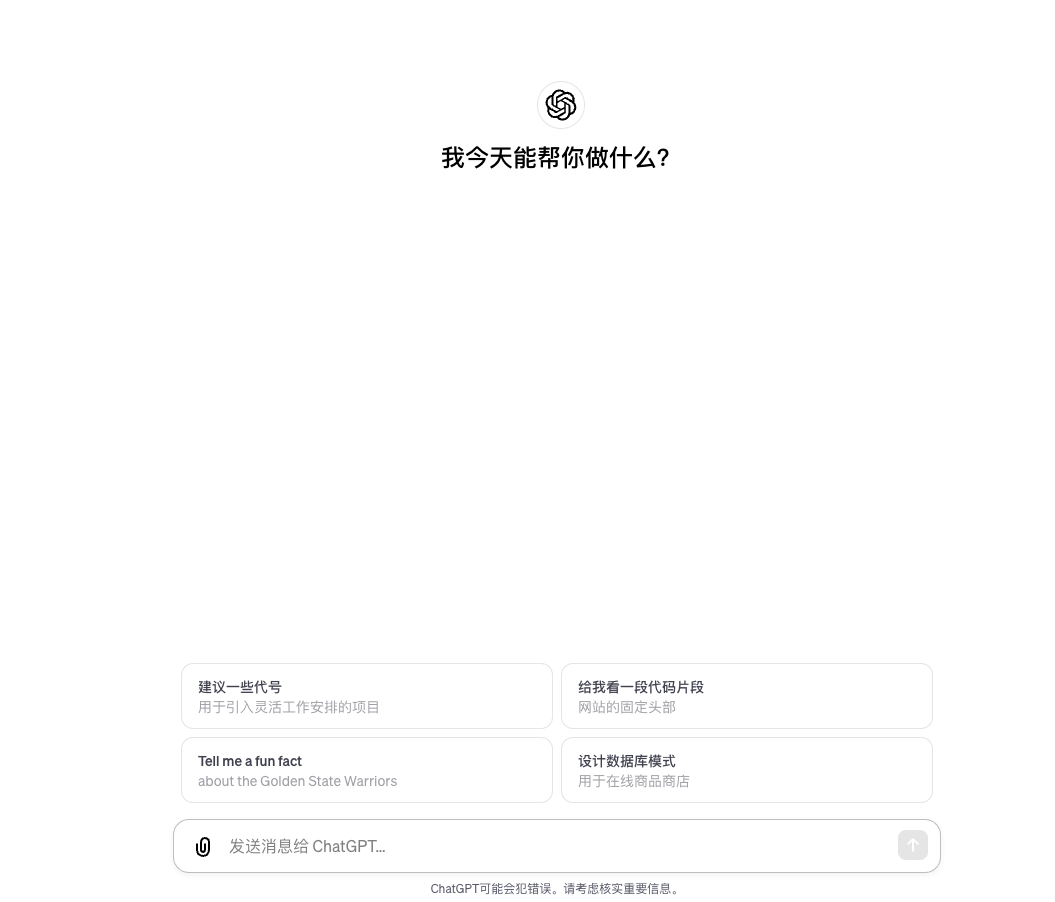 我今天能帮你做什么？
建议一些代号
用于引入灵活工作安排的项目
给我看一段代码片段
网站的固定头部
Tell me a fun fact
about the Golden State Warriors
设计数据库模式
用于在线商品商店
发送消息给 ChatGPT...
ChatGPT可能会犯错误。请考虑核实重要信息。